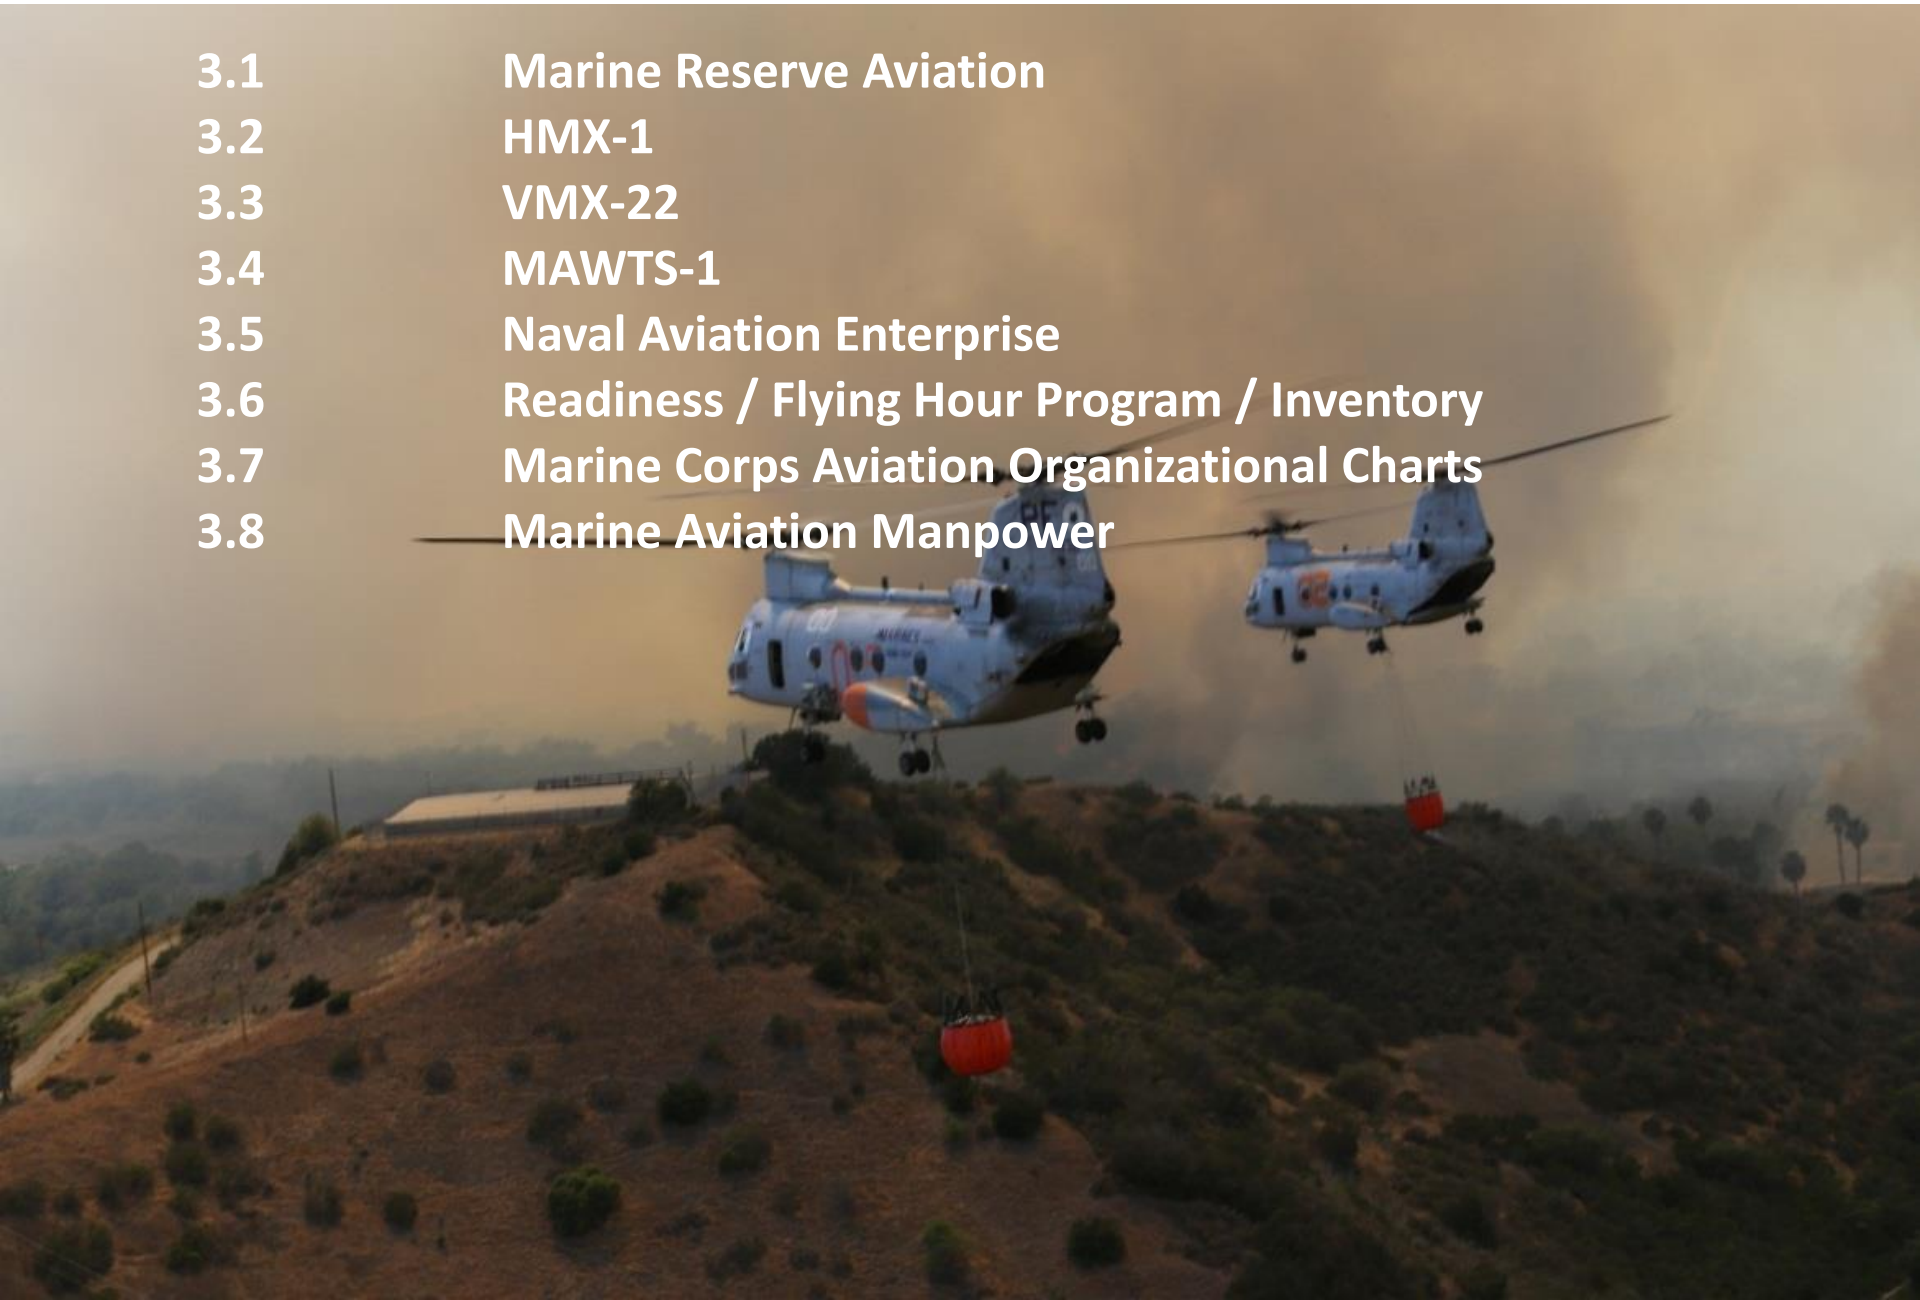 3.1 Marine Reserve Aviation
3.2 HMX-1
3.3 VMX-22
3.4 MAWTS-1
3.5 Naval Aviation Enterprise
3.6 Readiness / Flying Hour Program / Inventory
3.7 Marine Corps Aviation Organizational Charts
3.8 Marine Aviation Manpower